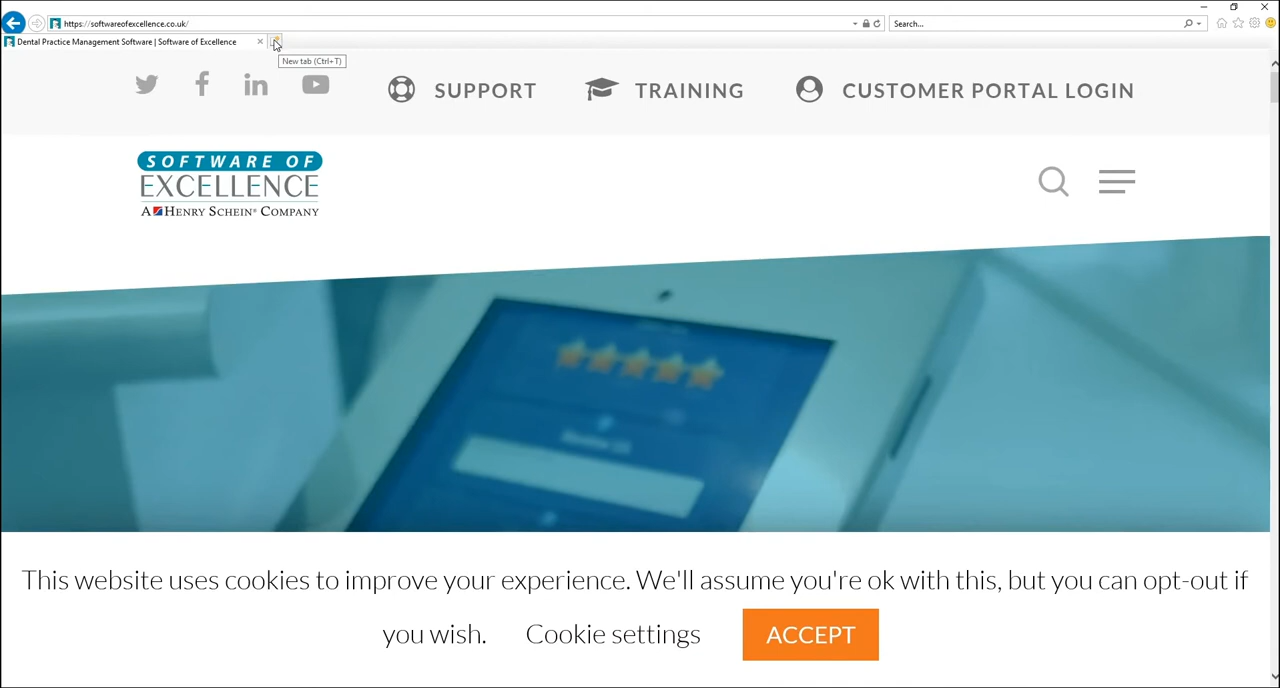 https://softwareofexcellence.co.uk/
Search...
Dental Practice Management Software | Software of Excellence
New tab (Ctrl+T)
SUPPORT
TRAINING
CUSTOMER PORTAL LOGIN
SOFTWARE OF
EXCELLENCE
A HENRY SCHEIN® COMPANY
This website uses cookies to improve your experience. We'll assume you're ok with this, but you can opt-out if
you wish. Cookie settings ACCEPT